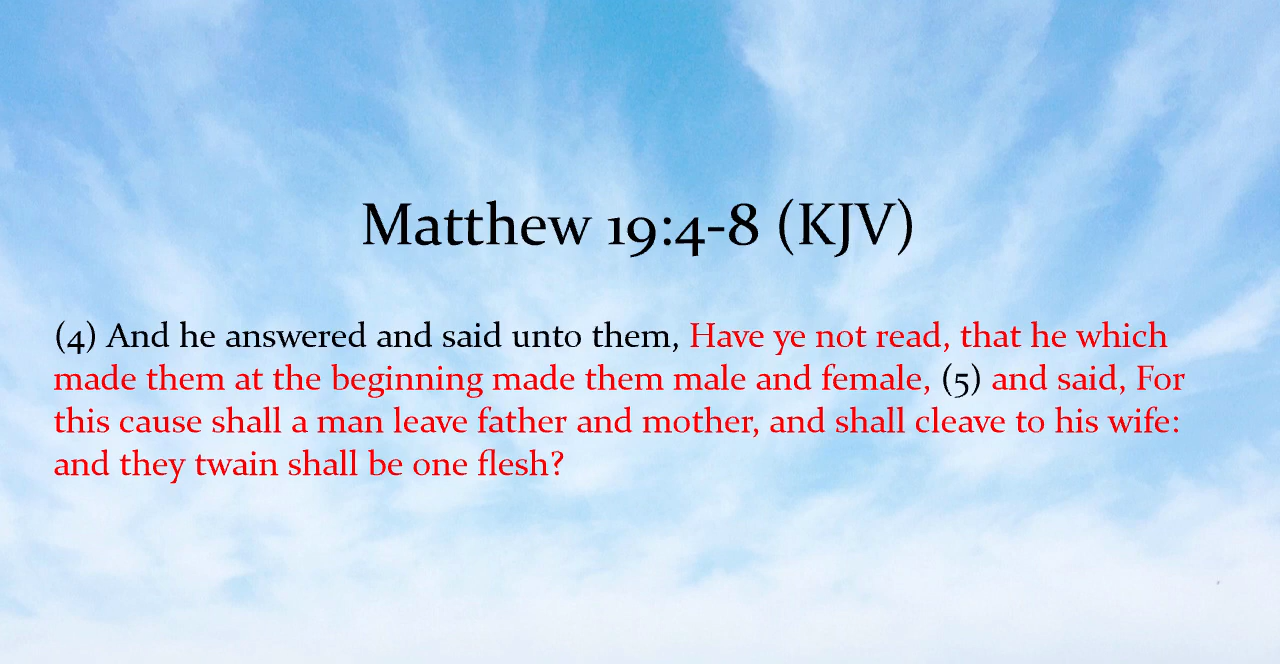 Matthew 19:4-8 (KJV)
(4) And he answered and said unto them, Have ye not read, that he which
made them at the beginning made them male and female, (5) and said, For
this cause shall a man leave father and mother, and shall cleave to his wife:
and they twain shall be one flesh?